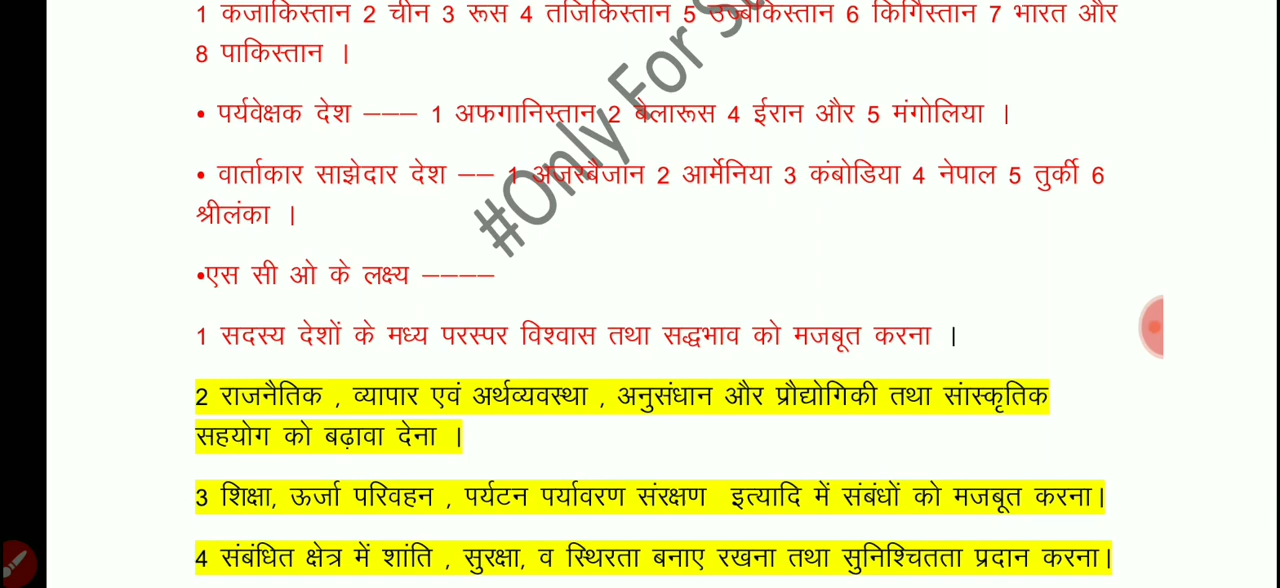 1 कजाकिस्तान 2 चीन 3 रूस 4 तजिकिस्तान 5 उज्बेकिस्तान 6 किर्गिस्तान 7 भारत और
8 पाकिस्तान ।
• पर्यवेक्षक देश ––– 1 अफगानिस्तान 2 बेलारूस 4 ईरान और 5 मंगोलिया ।
• वार्ताकार साझेदार देश –– 1 अजरबैजान 2 आर्मेनिया 3 कंबोडिया 4 नेपाल 5 तुर्की 6
श्रीलंका ।
•एस सी ओ के लक्ष्य ––––
1 सदस्य देशों के मध्य परस्पर विश्वास तथा सद्धभाव को मजबूत करना ।
2 राजनैतिक , व्यापार एवं अर्थव्यवस्था , अनुसंधान और प्रौद्योगिकी तथा सांस्कृतिक
सहयोग को बढ़ावा देना ।
3 शिक्षा, ऊर्जा परिवहन , पर्यटन पर्यावरण संरक्षण इत्यादि में संबंधों को मजबूत करना।
4 संबंधित क्षेत्र में शांति , सुरक्षा, व स्थिरता बनाए रखना तथा सुनिश्चितता प्रदान करना।
#Only For